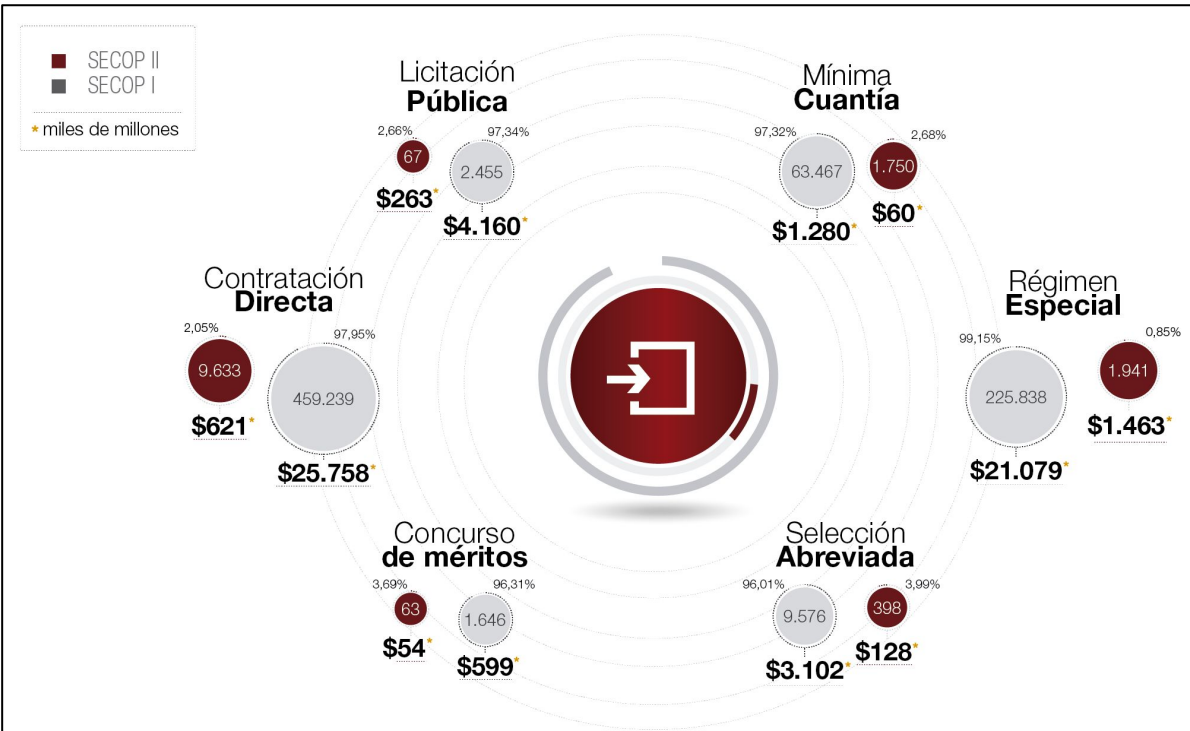 SECOP II
SECOP I
* miles de millones
Licitación
Pública
2,66%
97,34%
67
2.455
$263*
$4.160*
Mínima
Cuantía
97,32%
2,68%
63.467
1.750
$1.280*
$60*
Contratación
Directa
2,05%
97,95%
9.633
459.239
$621*
$25.758*
Régimen
Especial
99,15%
0,85%
225.838
1.941
$21.079*
$1.463*
Concurso
de méritos
3,69%
96,31%
63
1.646
$54*
$599*
Selección
Abreviada
96,01%
3,99%
9.576
398
$3.102*
$128*